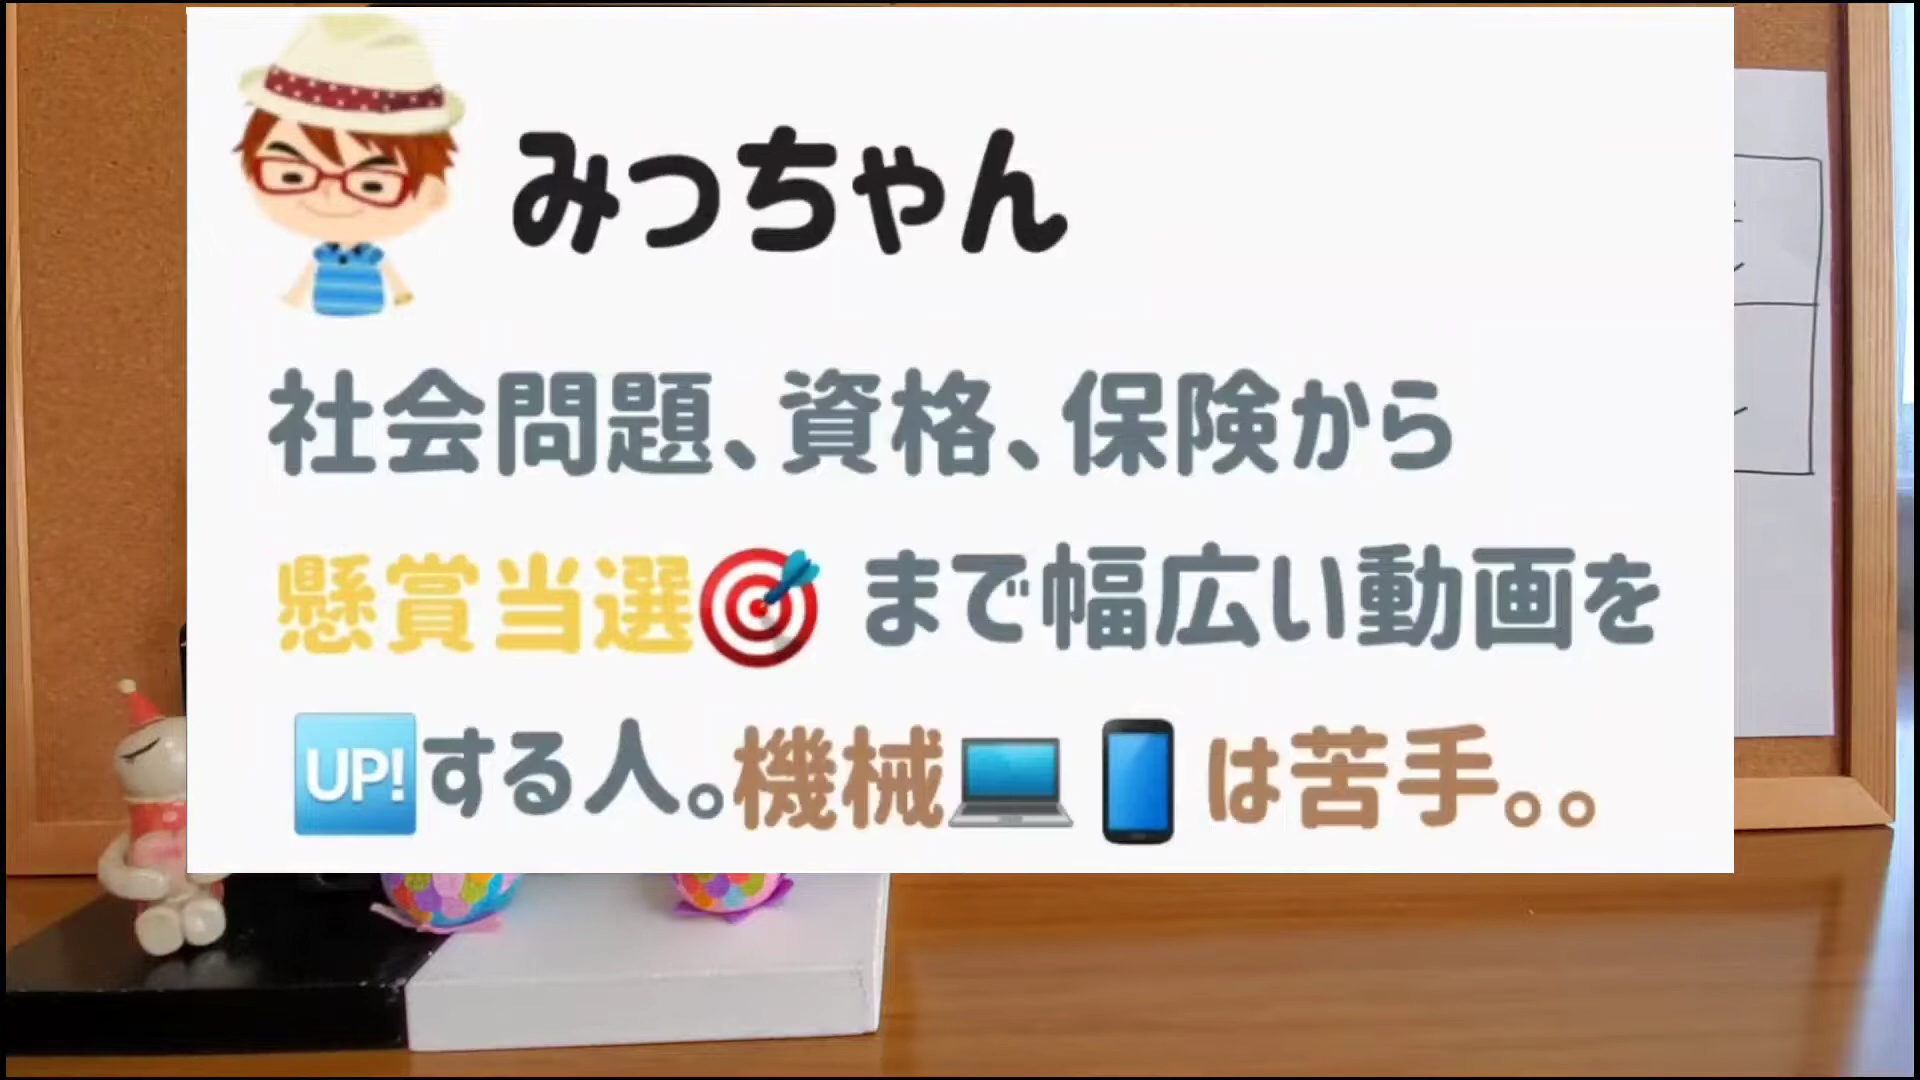 みっちゃん
社会問題、資格、保険から
懸賞当選🎯 まで幅広い動画を
UP!する人。機械💻📱は苦手。。